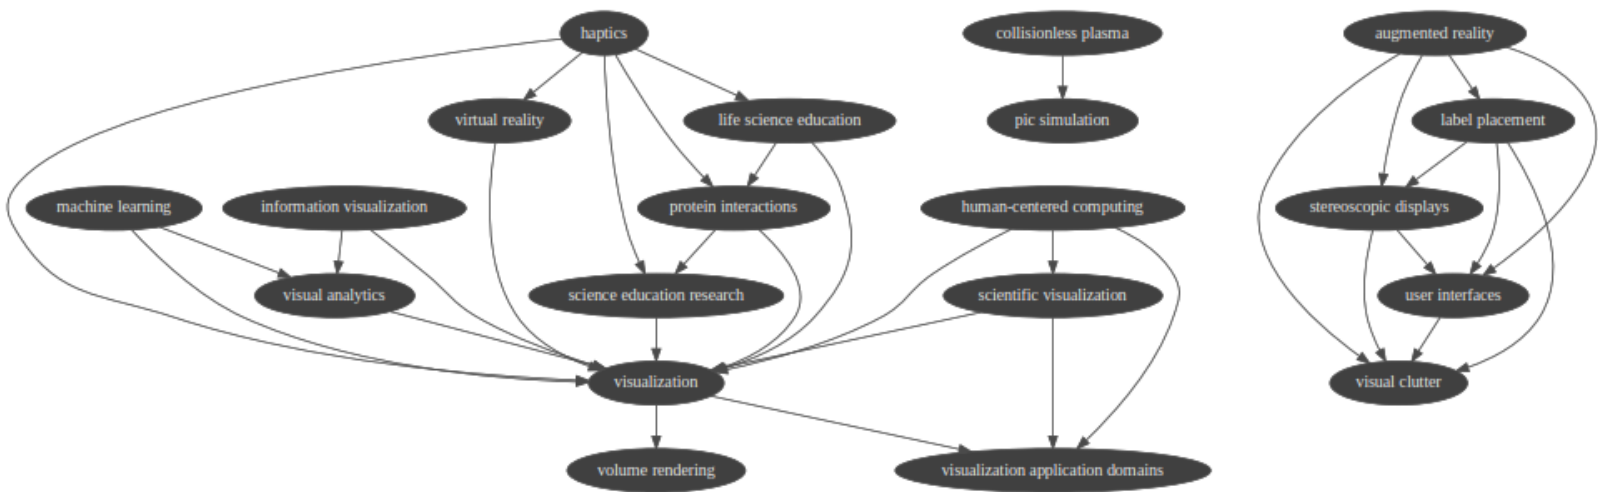 haptics
collisionless plasma
augmented reality
virtual reality
life science education
pic simulation
label placement
machine learning
information visualization
protein interactions
human-centered computing
stereoscopic displays
visual analytics
science education research
scientific visualization
user interfaces
visualization
visual clutter
volume rendering
visualization application domains